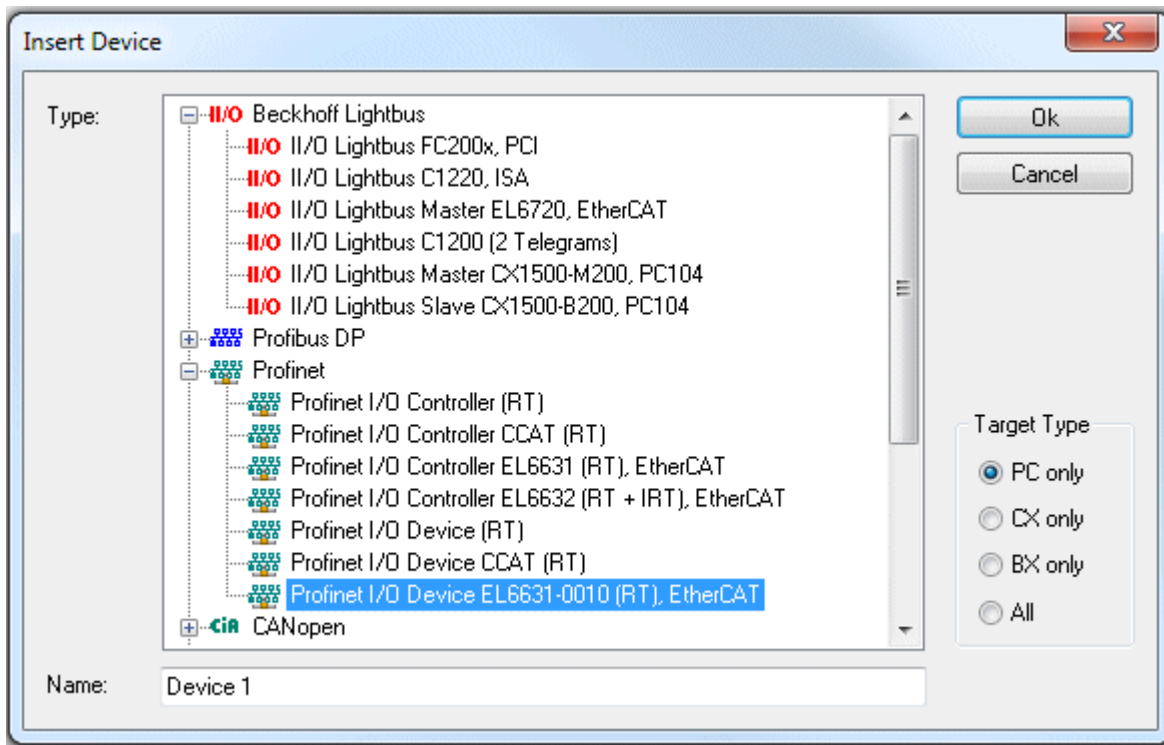 Insert Device
Type:
II/O Beckhoff Lightbus
II/O II/O Lightbus FC200x, PCI
II/O II/O Lightbus C1220, ISA
II/O II/O Lightbus Master EL6720, EtherCAT
II/O II/O Lightbus C1200 (2 Telegrams)
II/O II/O Lightbus Master CX1500-M200, PC104
II/O II/O Lightbus Slave CX1500-B200, PC104
Profibus DP
Profinet
Profinet I/O Controller (RT)
Profinet I/O Controller CCAT (RT)
Profinet I/O Controller EL6631 (RT), EtherCAT
Profinet I/O Controller EL6632 (RT + IRT), EtherCAT
Profinet I/O Device (RT)
Profinet I/O Device CCAT (RT)
Profinet I/O Device EL6631-0010 (RT), EtherCAT
CiA CANopen
Ok
Cancel
Target Type
PC only
CX only
BX only
All
Name: Device 1